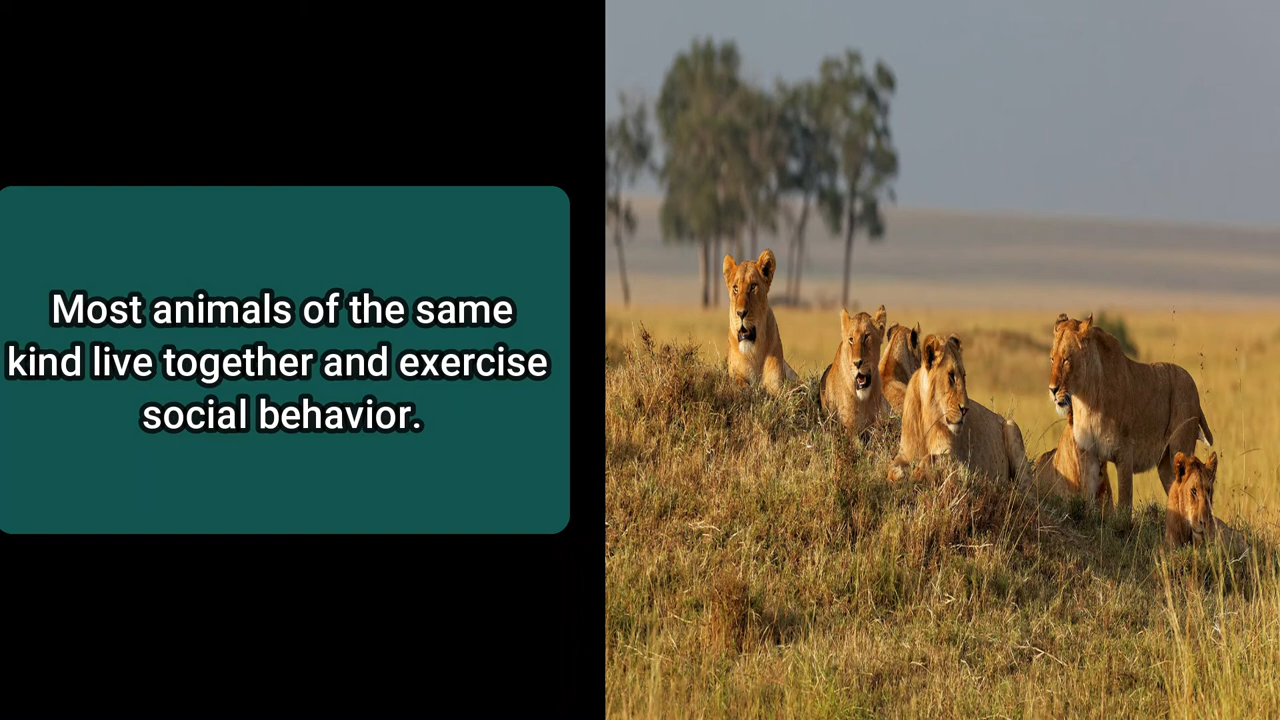 Most animals of the same
kind live together and exercise
social behavior.